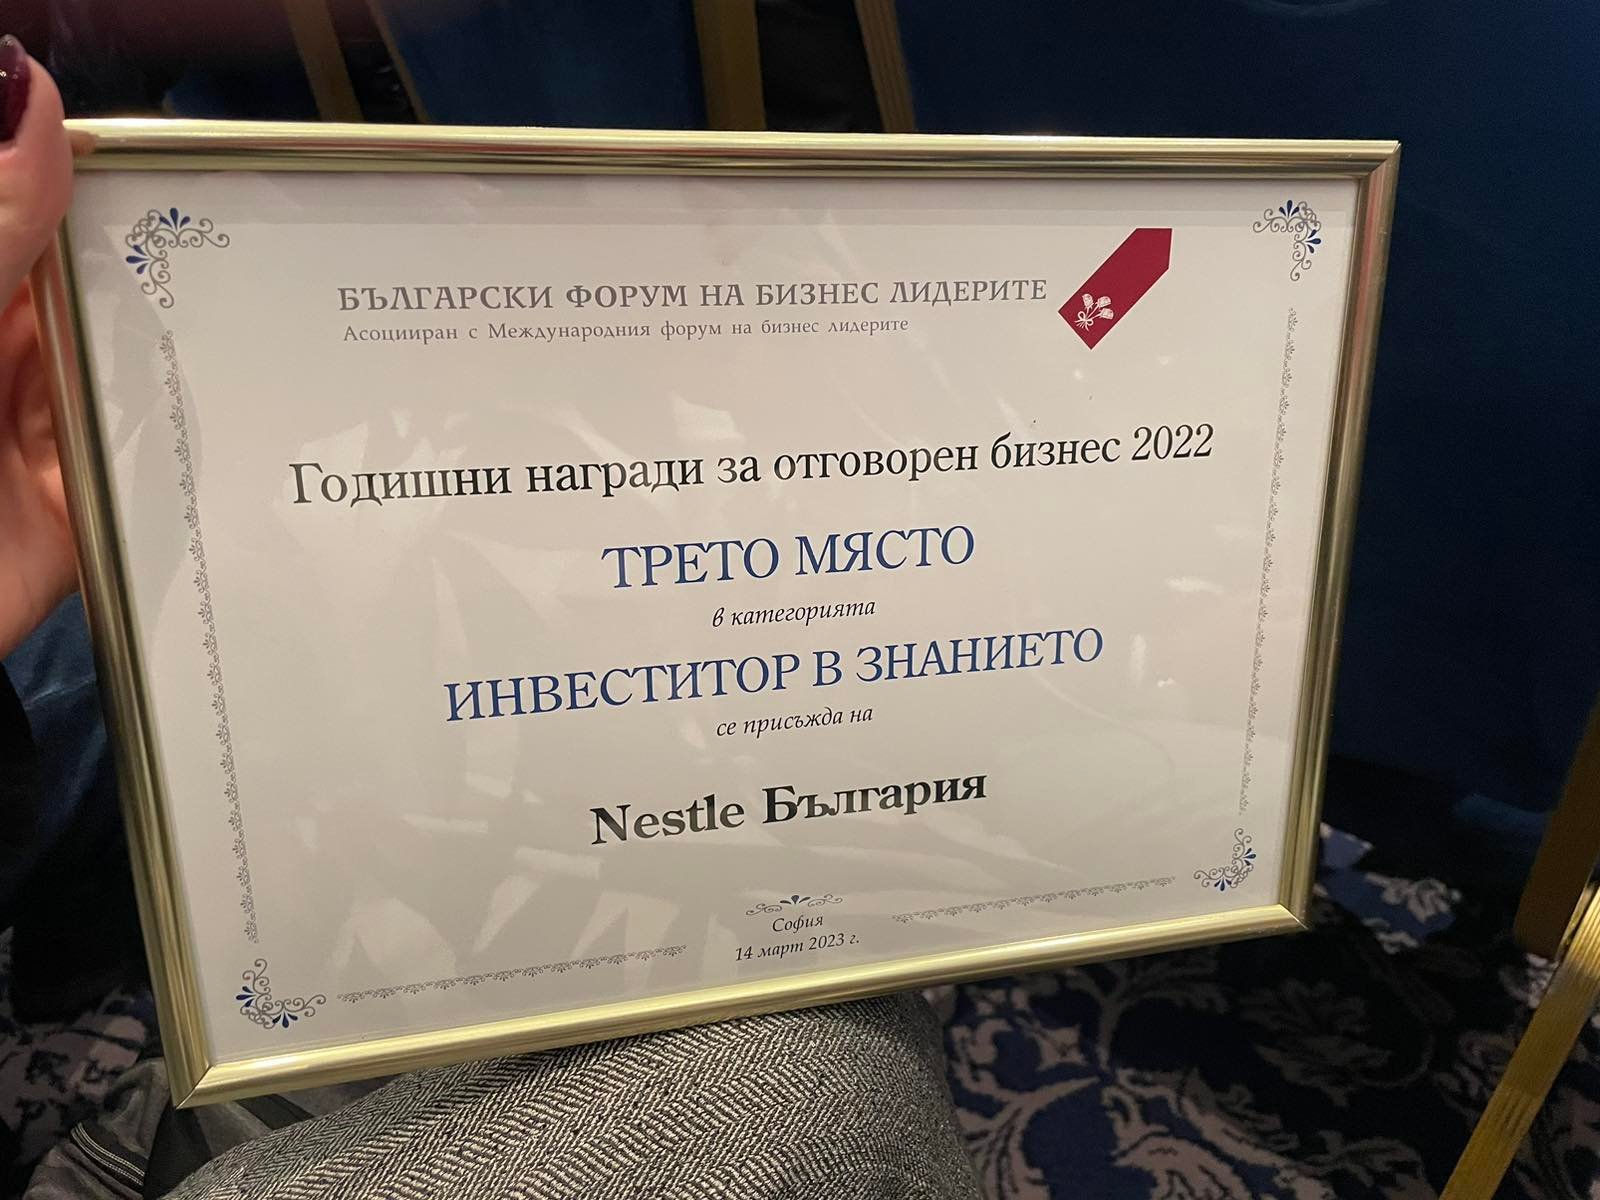 БЪЛГАРСКИ ФОРУМ НА БИЗНЕС ЛИДЕРИТЕ
Асоцииран с Международния форум на бизнес лидерите
Годишни награди за отговорен бизнес 2022
ТРЕТО МЯСТО
в категорията
ИНВЕСТИТОР В ЗНАНИЕТО
се присъжда на
Nestle България
София
14 март 2023 г.